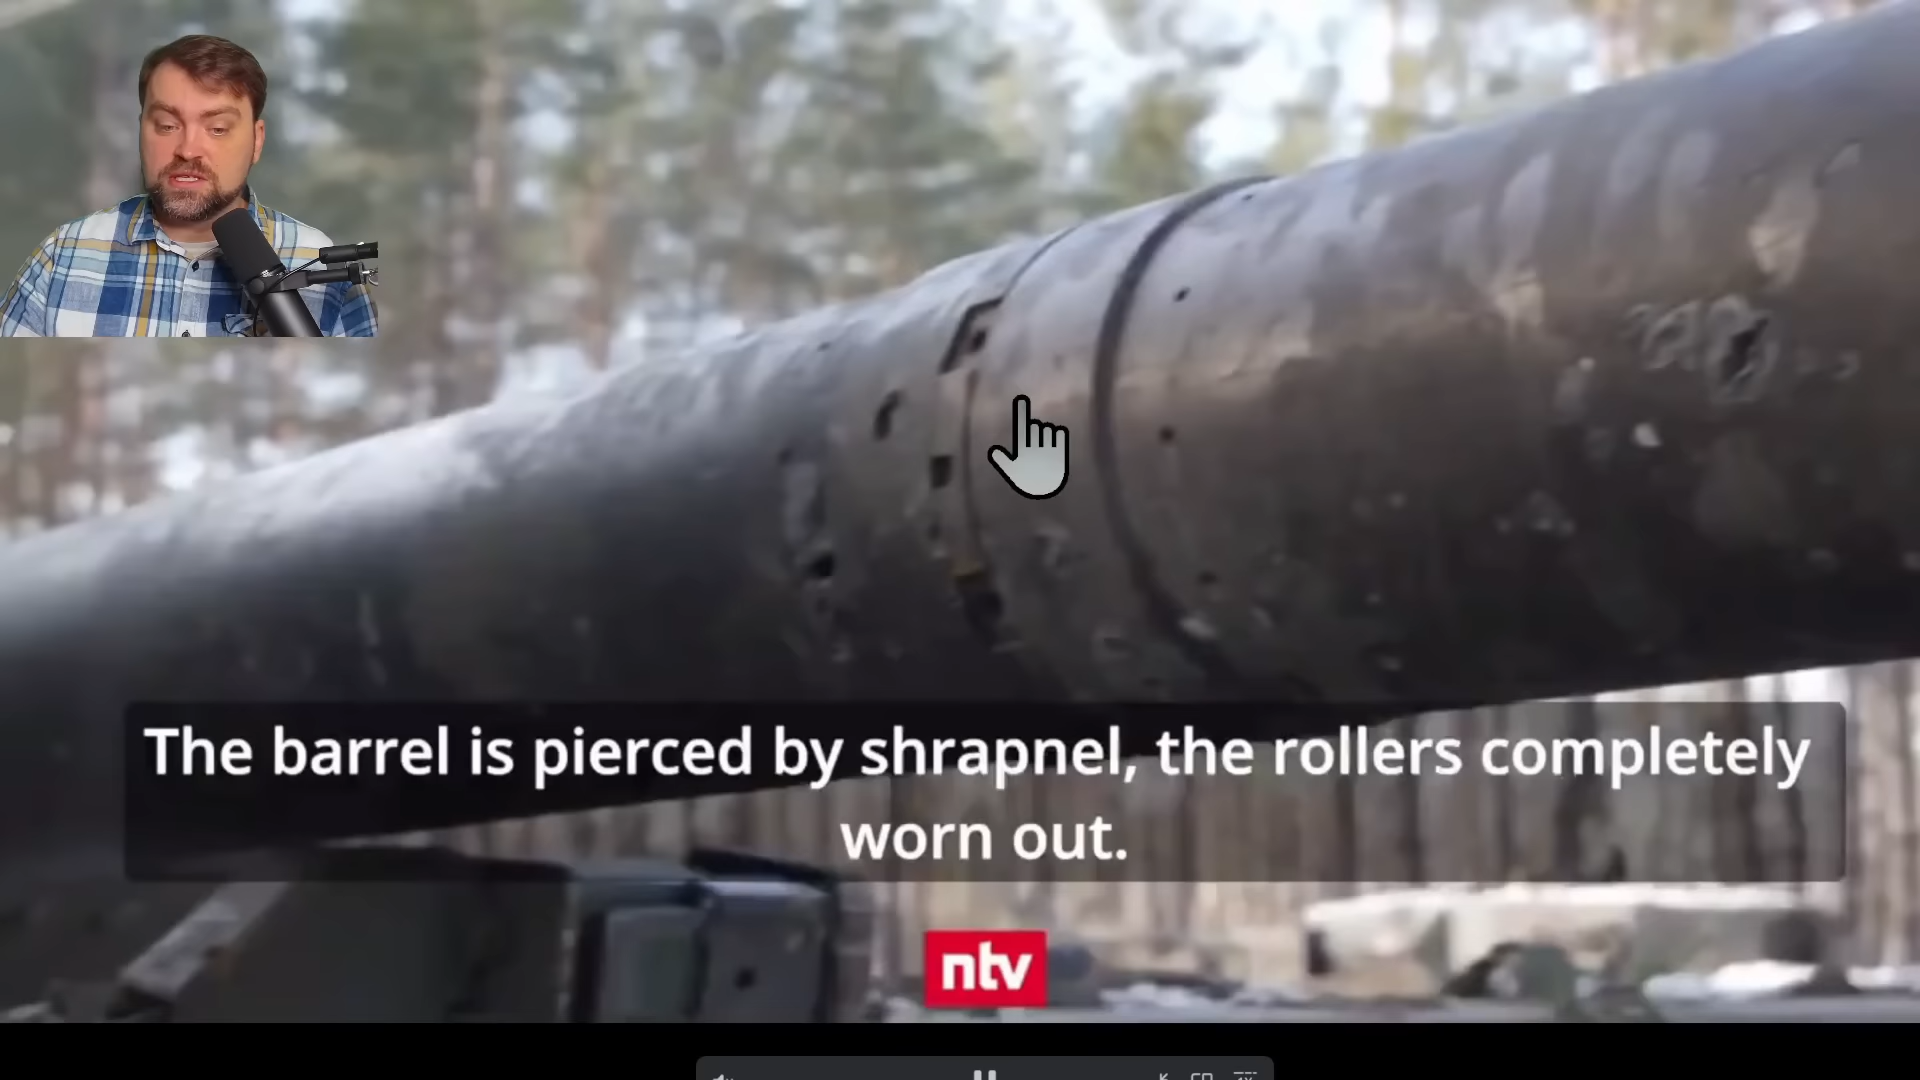 The barrel is pierced by shrapnel, the rollers completely
worn out.
ntv